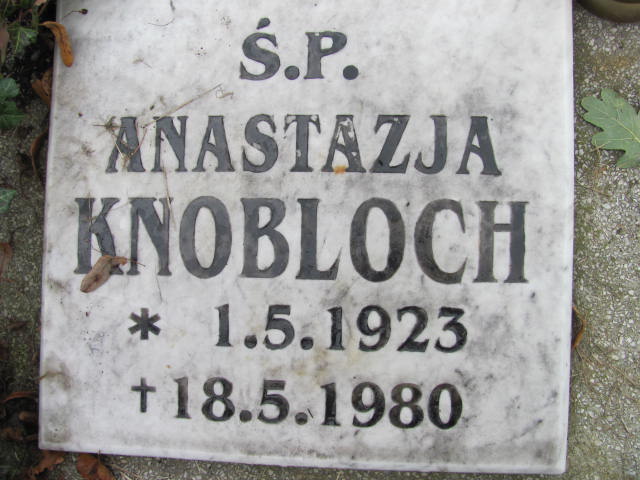 Ś.P.
ANASTAZJA
KNOBLOCH
* 1.5.1923
† 18.5.1980